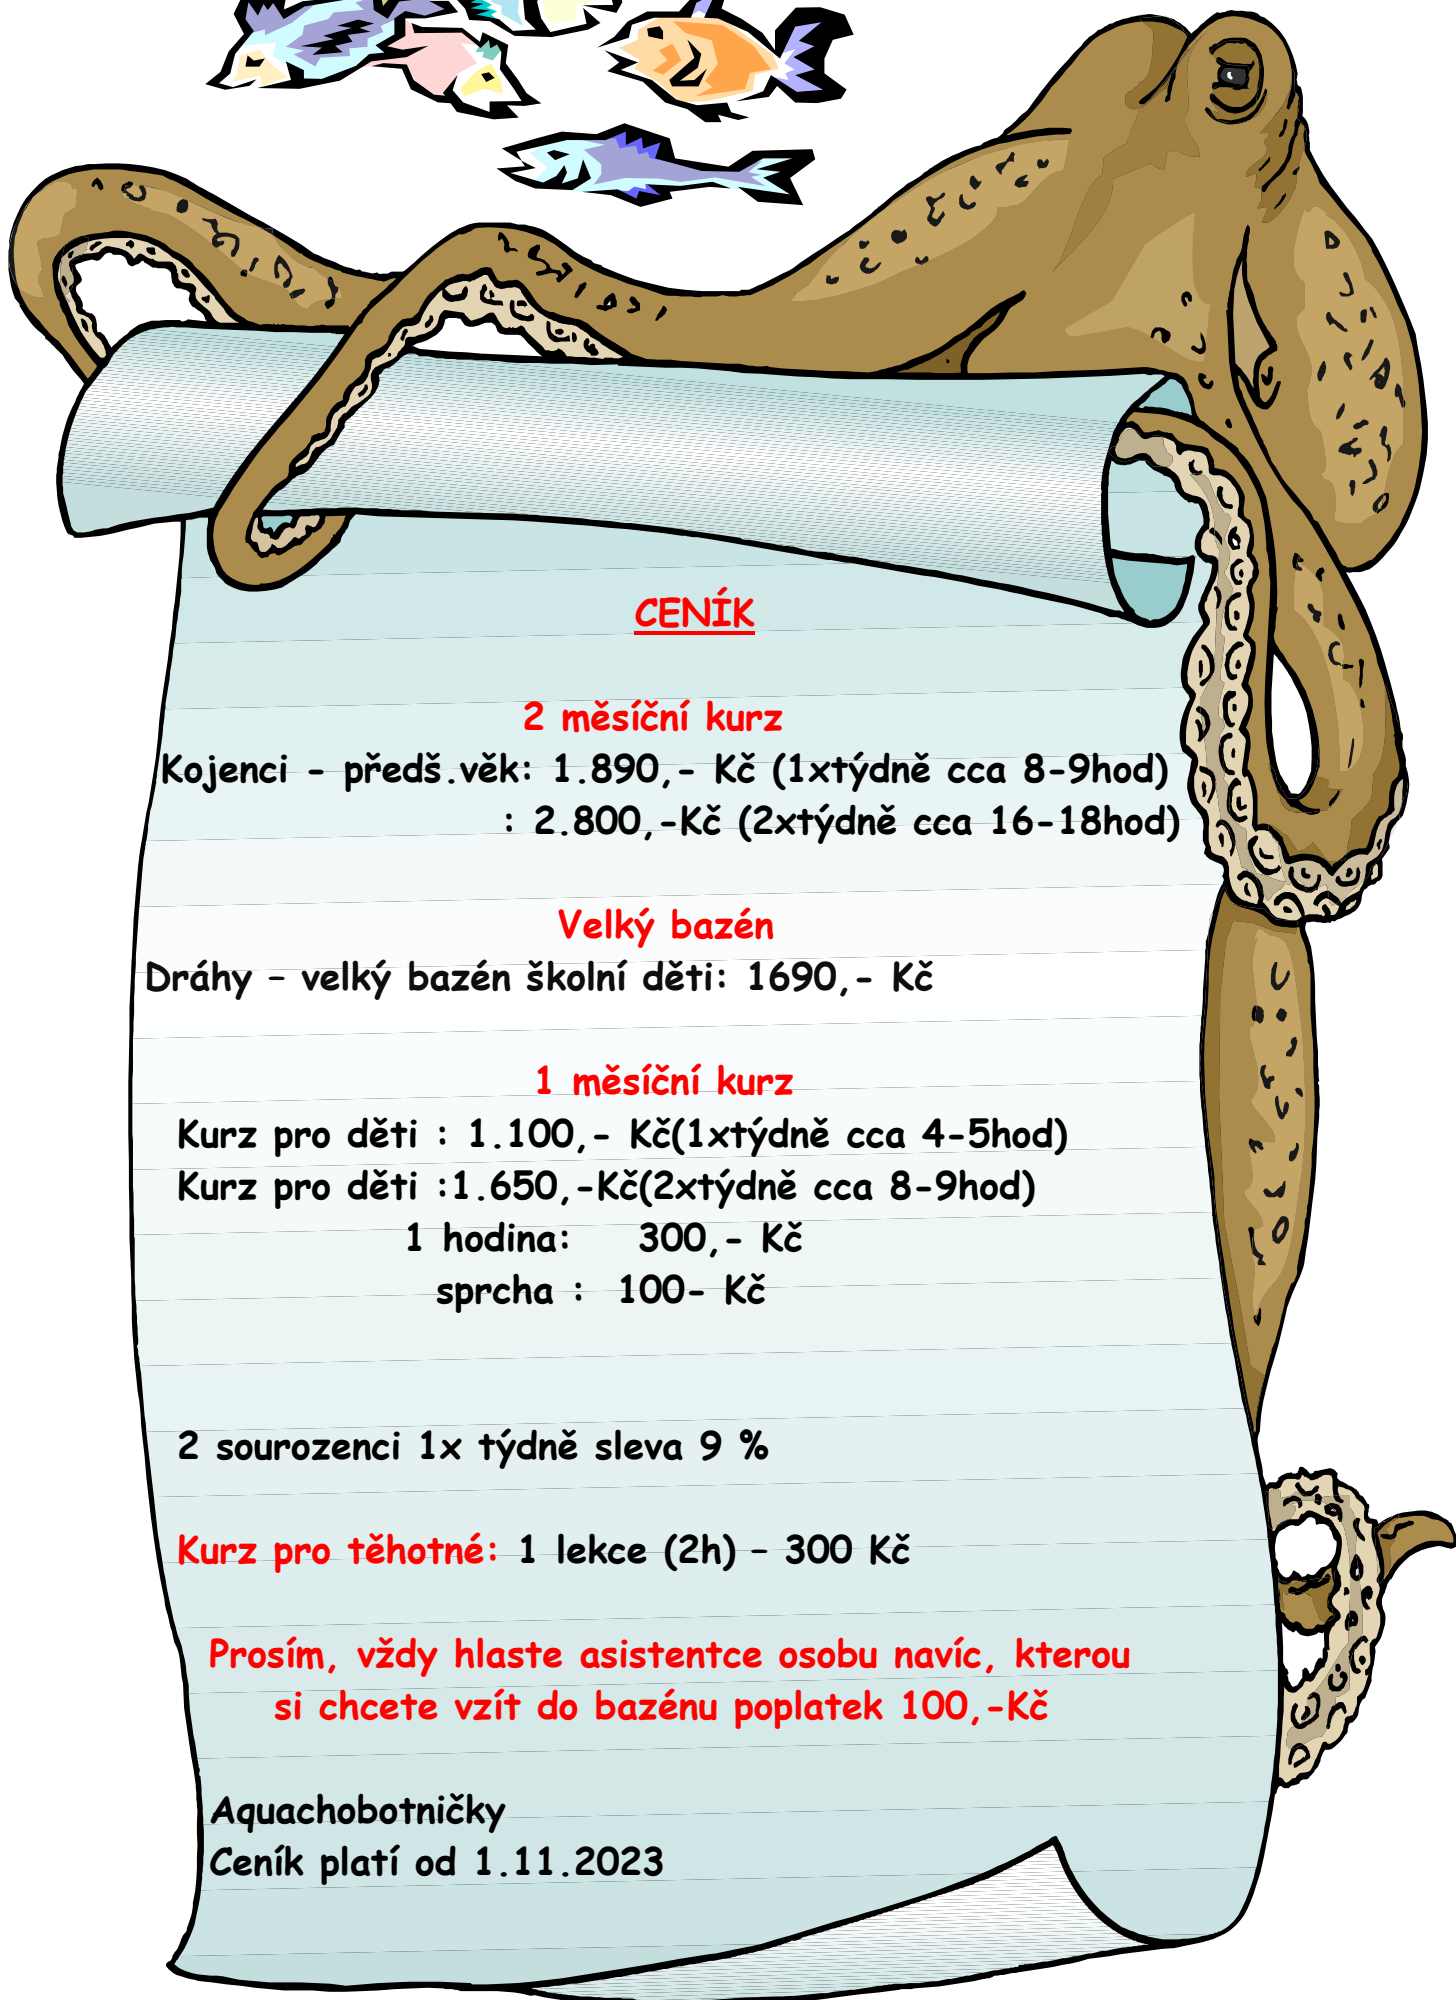 CENÍK
2 měsíční kurz
Kojenci - předš.věk: 1.890,- Kč (1xtýdně cca 8-9hod)
: 2.800,-Kč (2xtýdně cca 16-18hod)
Velký bazén
Dráhy – velký bazén školní děti: 1690,- Kč
1 měsíční kurz
Kurz pro děti : 1.100,- Kč(1xtýdně cca 4-5hod)
Kurz pro děti :1.650,-Kč(2xtýdně cca 8-9hod)
1 hodina: 300,- Kč
sprcha : 100- Kč
2 sourozenci 1x týdně sleva 9 %
Kurz pro těhotné: 1 lekce (2h) – 300 Kč
Prosím, vždy hlaste asistentce osobu navíc, kterou
si chcete vzít do bazénu poplatek 100,-Kč
Aquachobotničky
Ceník platí od 1.11.2023